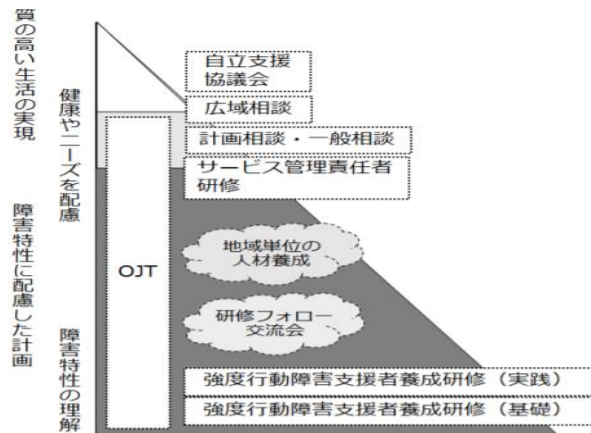 質の高い生活の実現
健康やニーズを配慮
障害特性に配慮した計画
障害特性の理解
OJT
自立支援
協議会
広域相談
計画相談・一般相談
サービス管理責任者
研修
地域単位の
人材養成
研修フォロー
交流会
強度行動障害支援者養成研修（実践）
強度行動障害支援者養成研修（基礎）